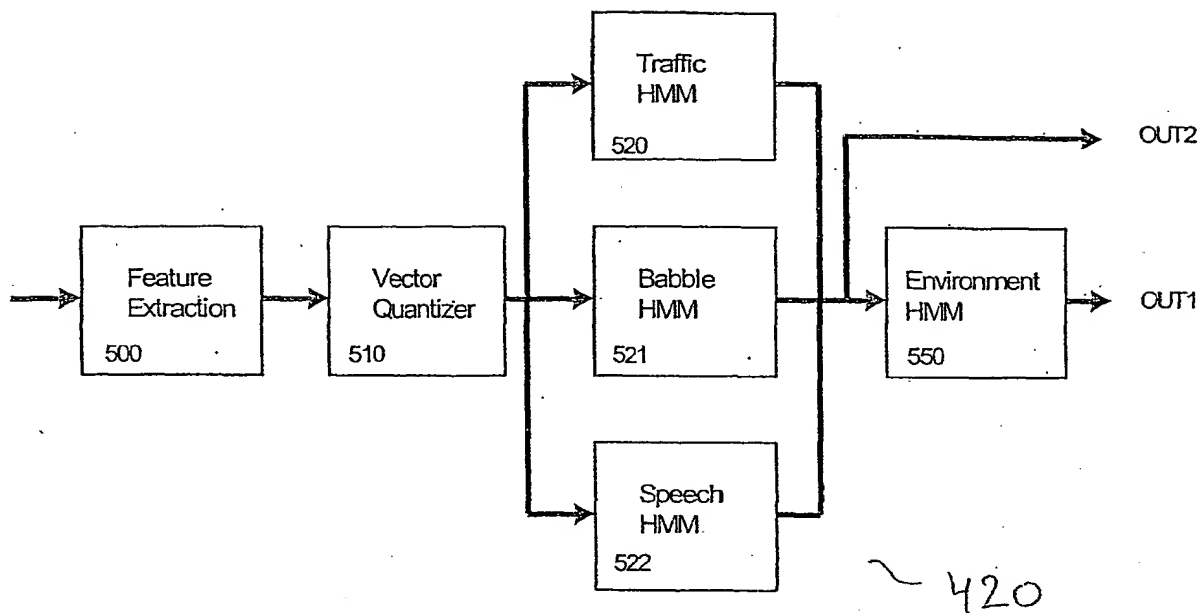 Traffic
HMM
520
OUT2
Feature
Extraction
500
Vector
Quantizer
510
Babble
HMM
521
Environment
HMM
550
OUT1
Speech
HMM
522
420